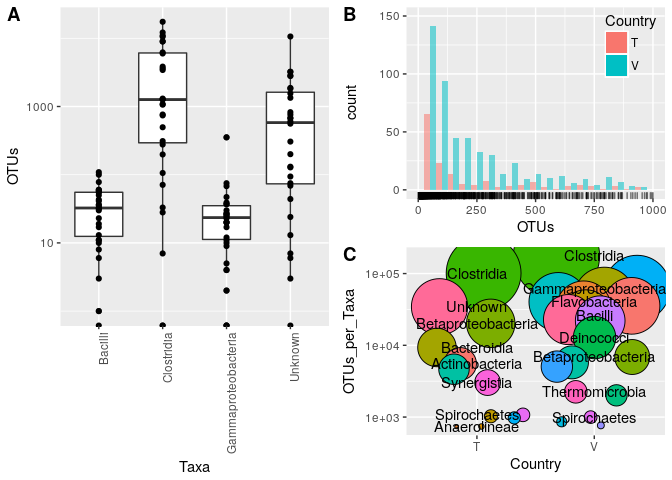 A
OTUs
1000
10
Bacilli
Clostridia
Gammaproteobacteria
Unknown
Taxa
B
count
150
100
50
0
Country
T
V
0
250
500
750
1000
OTUs
C
OTUs_per_Taxa
1e+05
1e+04
1e+03
Clostridia
Clostridia
Gammaproteobacteria
Unknown
Flavobacteria
Bacilli
Betaproteobacteria
Deinococci
Bacteroidia
Betaproteobacteria
Actinobacteria
Synergistia
Thermomicrobia
Spirochaetes
Spirochaetes
Anaerolineae
T
V
Country